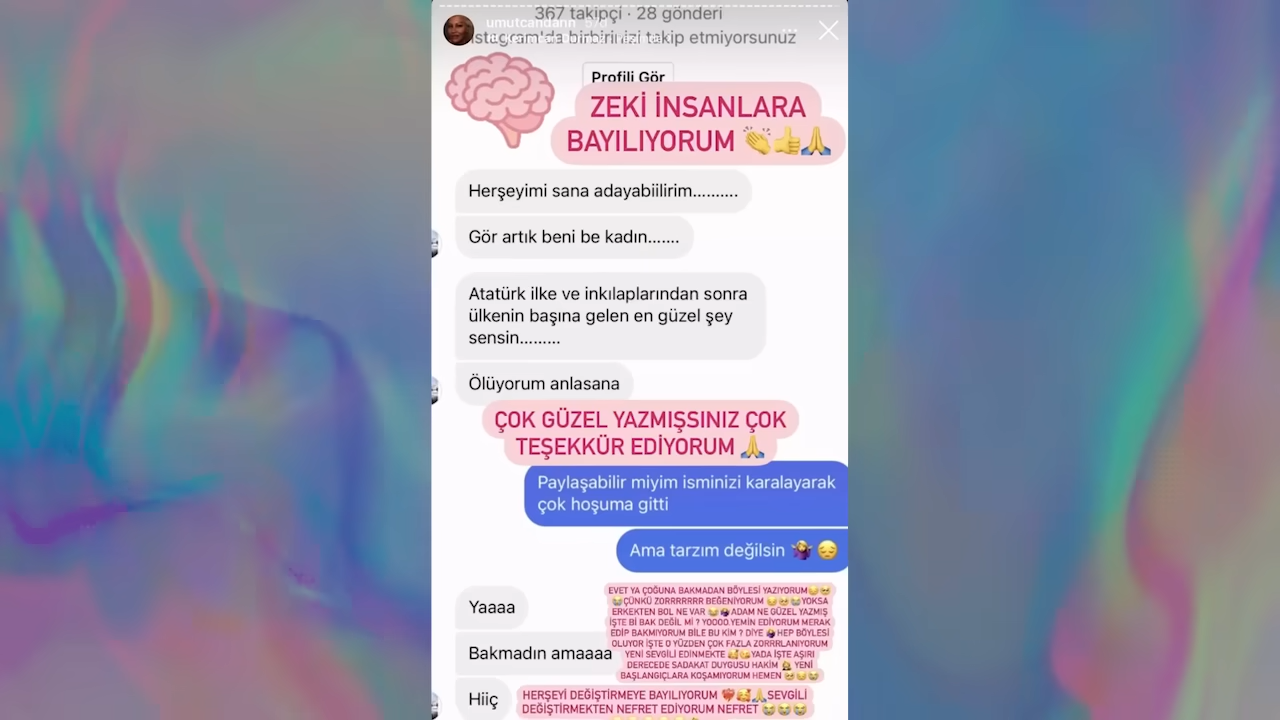 367 takipçi · 28 gönderi
umutcandann 57d
Instagram'da birbirinizi takip etmiyorsunuz
Profili Gör
ZEKİ İNSANLARA
BAYILIYORUM 👏👍🙏
Herşeyimi sana adayabiilirim..........
Gör artık beni be kadın.......
Atatürk ilke ve inkılaplarından sonra
ülkenin başına gelen en güzel şey
sensin.........
Ölüyorum anlasana
ÇOK GÜZEL YAZMIŞSINIZ ÇOK
TEŞEKKÜR EDİYORUM 🙏
Paylaşabilir miyim isminizi karalayarak
çok hoşuma gitti
Ama tarzım değilsin 🤷‍♀️😔
Yaaaa
Bakmadın amaaaa
Hiiç
EVET YA ÇOĞUNA BAKMADAN BÖYLESİ YAZIYORUM
ÇÜNKÜ ZORRRRRRR BEĞENİYORUM YOKSA
ERKEKTEN BOL NE VAR ADAM NE GÜZEL YAZMIŞ
İŞTE Bİ BAK DEĞİL Mİ ? YOOOO.YEMİN EDİYORUM MERAK
EDİP BAKMIYORUM BİLE BU KİM ? DİYE HEP BÖYLESİ
OLUYOR İŞTE O YÜZDEN ÇOK FAZLA ZORRRLANIYORUM
YENİ SEVGİLİ EDİNMEKTE YADA İŞTE AŞIRI
DERECEDE SADAKAT DUYGUSU HAKİM YENİ
BAŞLANGIÇLARA KOŞAMIYORUM HEMEN
HERŞEYİ DEĞİŞTİRMEYE BAYILIYORUM SEVGİLİ
DEĞİŞTİRMEKTEN NEFRET EDİYORUM NEFRET 😭😭😭